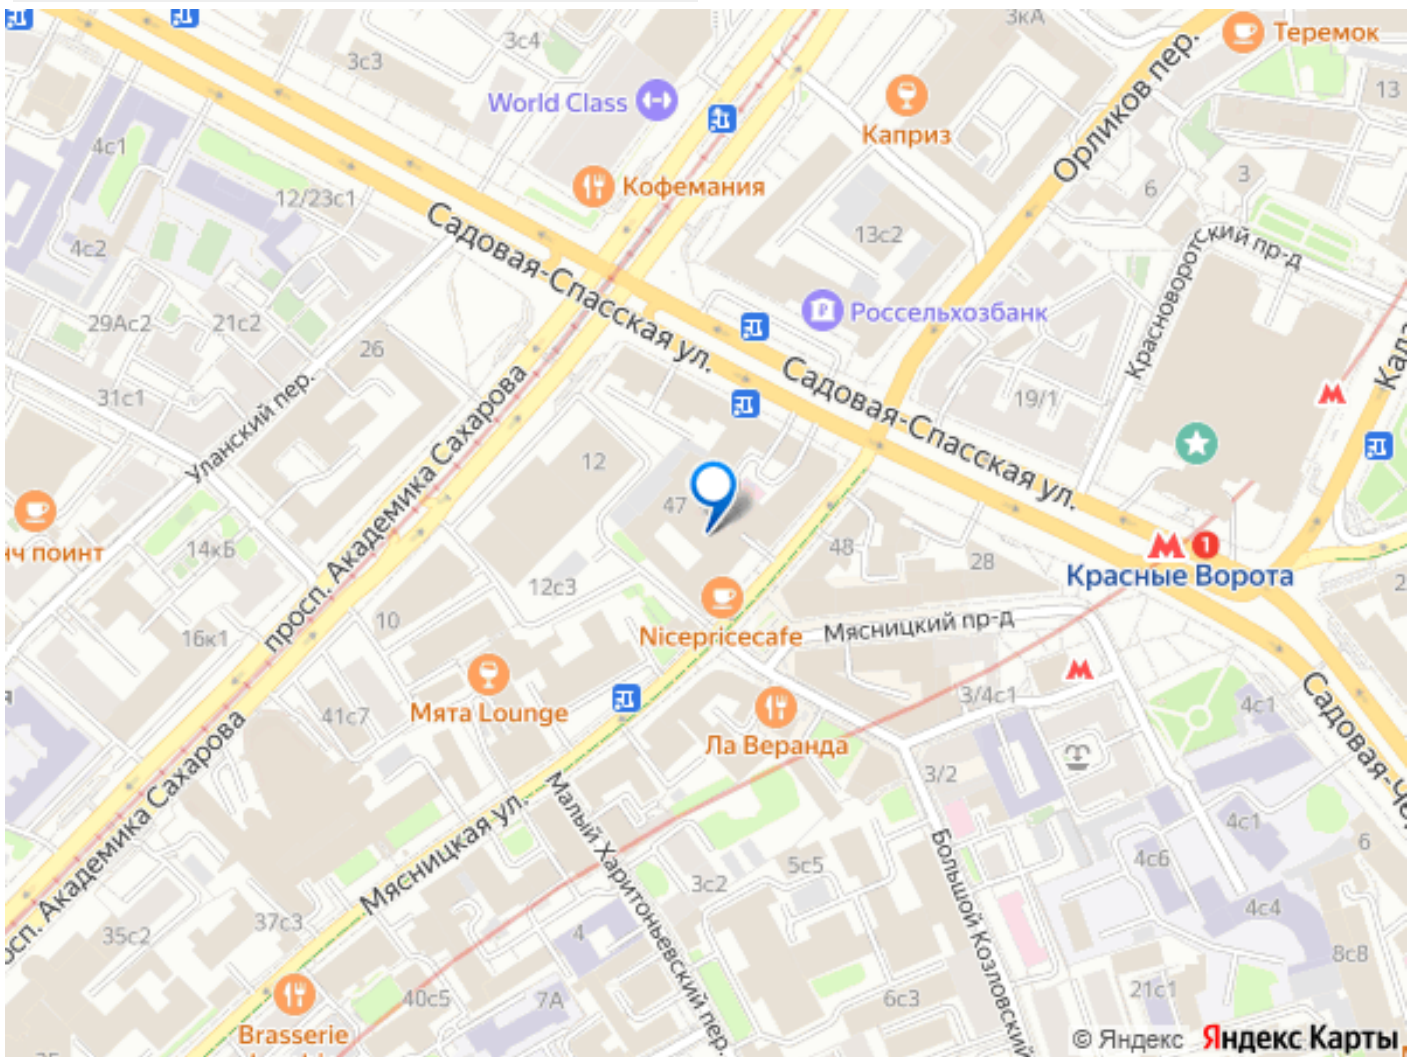 3кА
Теремок
3с4
3с3
World Class
13
Каприз
Орликов пер.
4с1
Кофемания
12/23с1
6
3
Садовая-Спасская ул.
13с2
4с2
Красноворотский пр-д
Россельхозбанк
29Ас2
21с2
26
Садовая-Спасская ул.
31с1
19/1
Уланский пер.
просп. Академика Сахарова
12
47
14кБ
48
28
1
Красные Ворота
12с3
10
16к1
Nicepricecafe
Мясницкий пр-д
Мята Lounge
41с7
3/4с1
4с1
Садовая-Че
Ла Веранда
3/2
Академика Сахарова
Мясницкая ул.
Малый Харитоньевский пер.
Большой Козловский
4с1
6
5с5
4с6
3с2
4с4
37с3
35с2
4
8с8
40с5
7А
6с3
21с1
Brasserie
© Яндекс Яндекс Карты